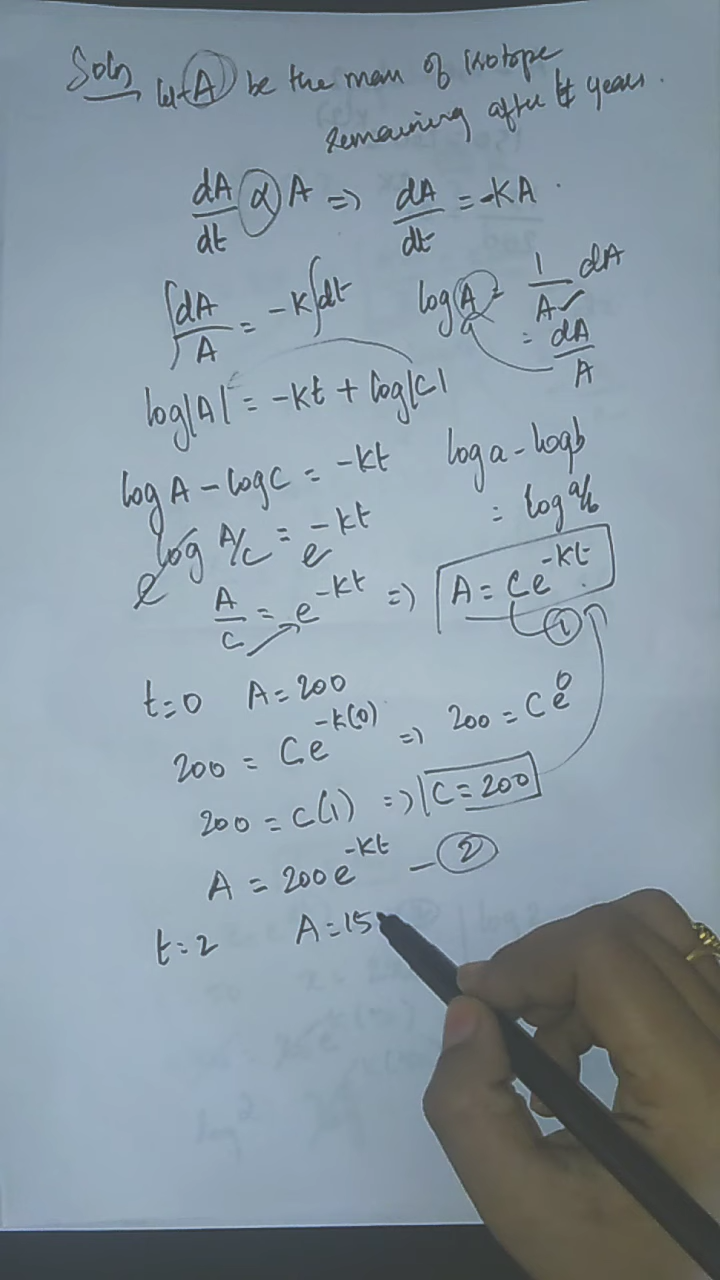 Soln Let A be the mass of isotope
remaining after t years.
dA/dt ∝ A => dA/dt = -KA.
∫dA/A = -K∫dt log A = 1/A dA
= dA/A
log|A| = -Kt + log|C|
log A - log C = -Kt log a - log b
= log a/b
e^log A/C = e^-Kt
A/C = e^-Kt => A = Ce^-Kt ①
t=0 A=200
200 = Ce^-K(0) => 200 = Ce^0
200 = C(1) => C=200
A = 200e^-Kt - ②
t=2 A=15